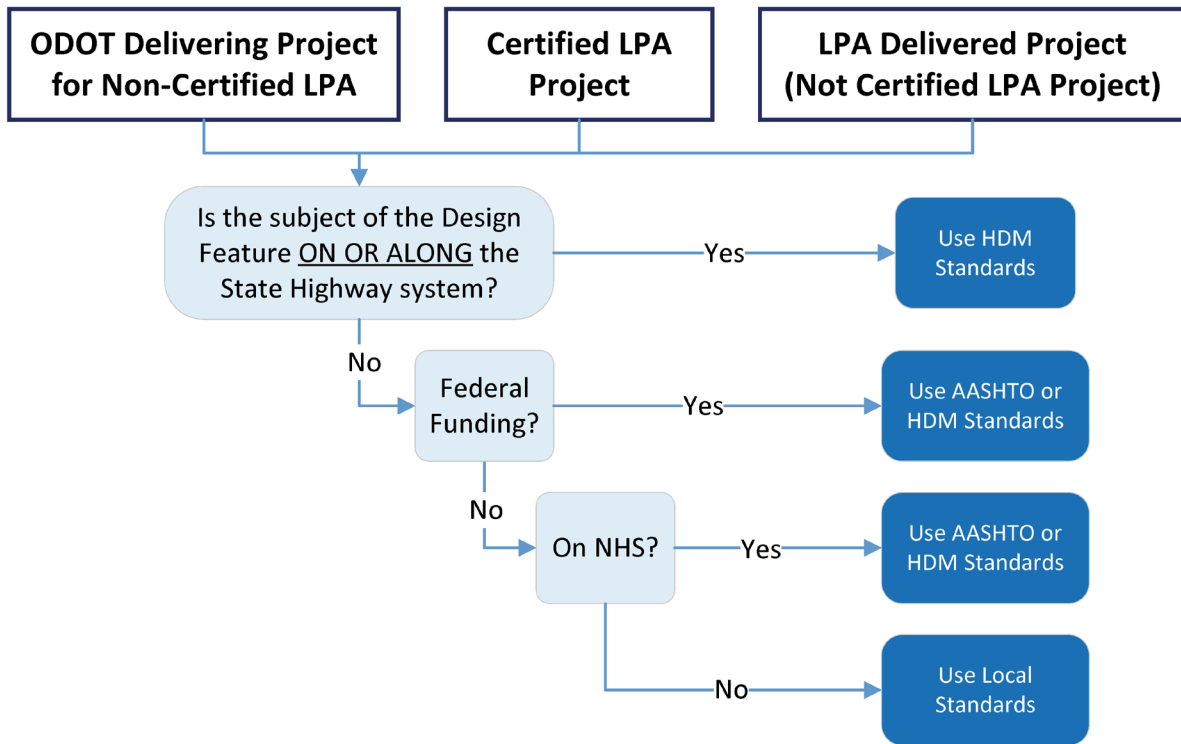 ODOT Delivering Project
for Non-Certified LPA
Certified LPA
Project
LPA Delivered Project
(Not Certified LPA Project)
Is the subject of the Design
Feature ON OR ALONG the
State Highway system?
Yes
Use HDM
Standards
No
Federal
Funding?
Yes
Use AASHTO or
HDM Standards
No
On NHS?
Yes
Use AASHTO or
HDM Standards
No
Use Local
Standards